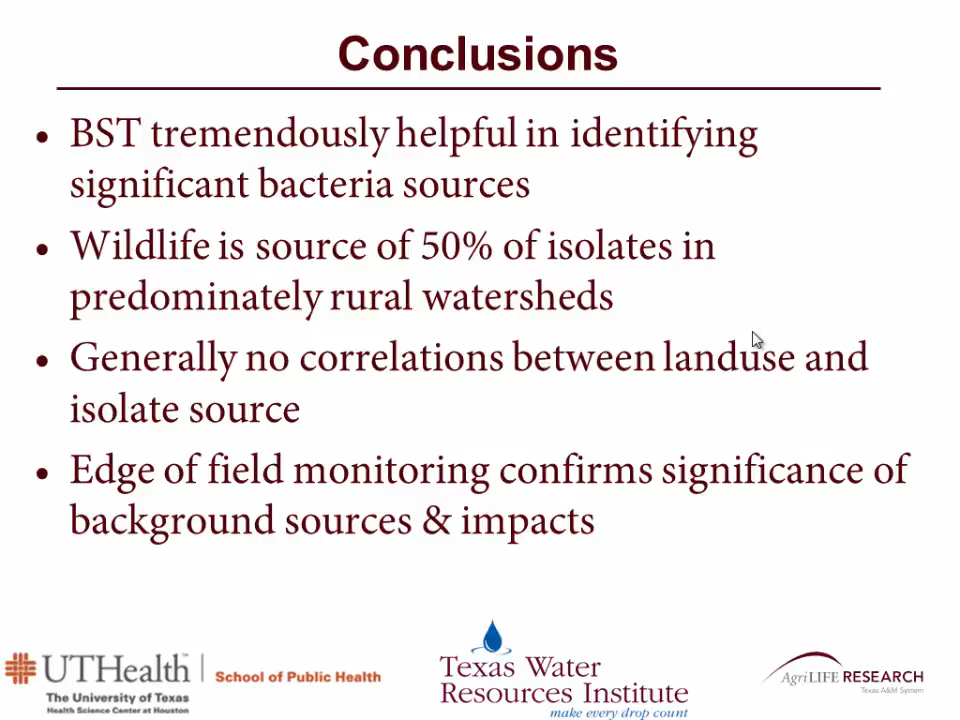 Conclusions
• BST tremendously helpful in identifying
significant bacteria sources
• Wildlife is source of 50% of isolates in
predominately rural watersheds
• Generally no correlations between landuse and
isolate source
• Edge of field monitoring confirms significance of
background sources & impacts
UTHealth™ School of Public Health
The University of Texas
Health Science Center at Houston
Texas Water
Resources Institute
make every drop count
AgriLIFE RESEARCH
Texas A&M System